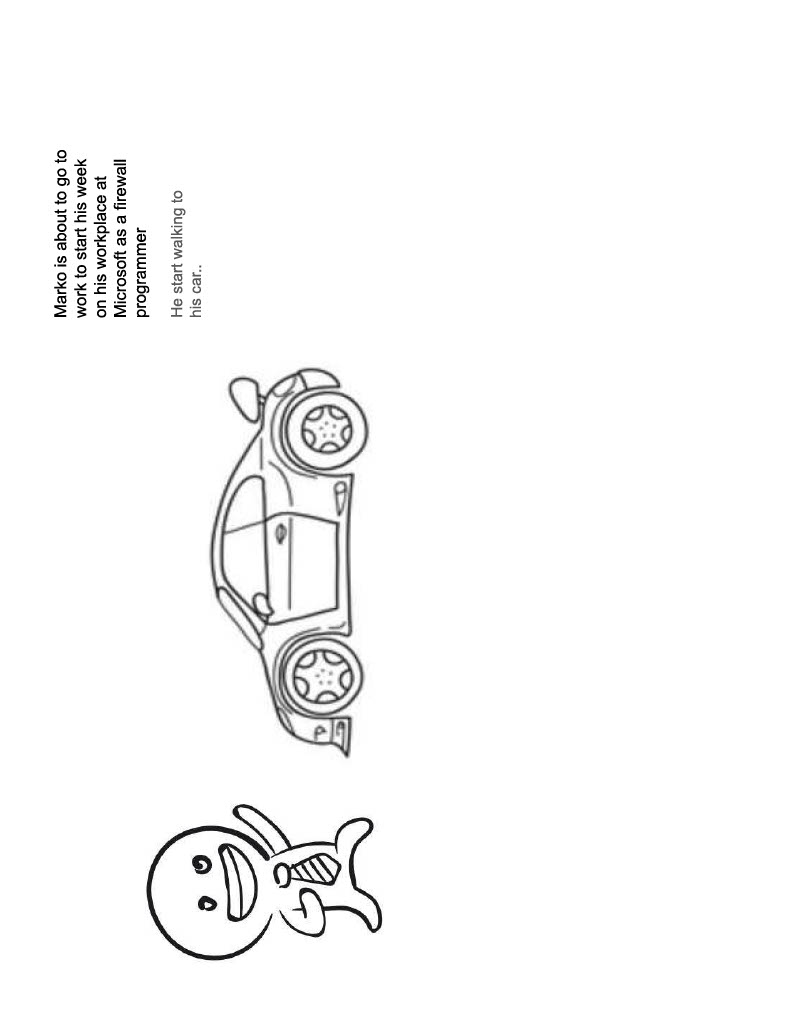 Marko is about to go to
work to start his week
on his workplace at
Microsoft as a firewall
programmer
He start walking to
his car..